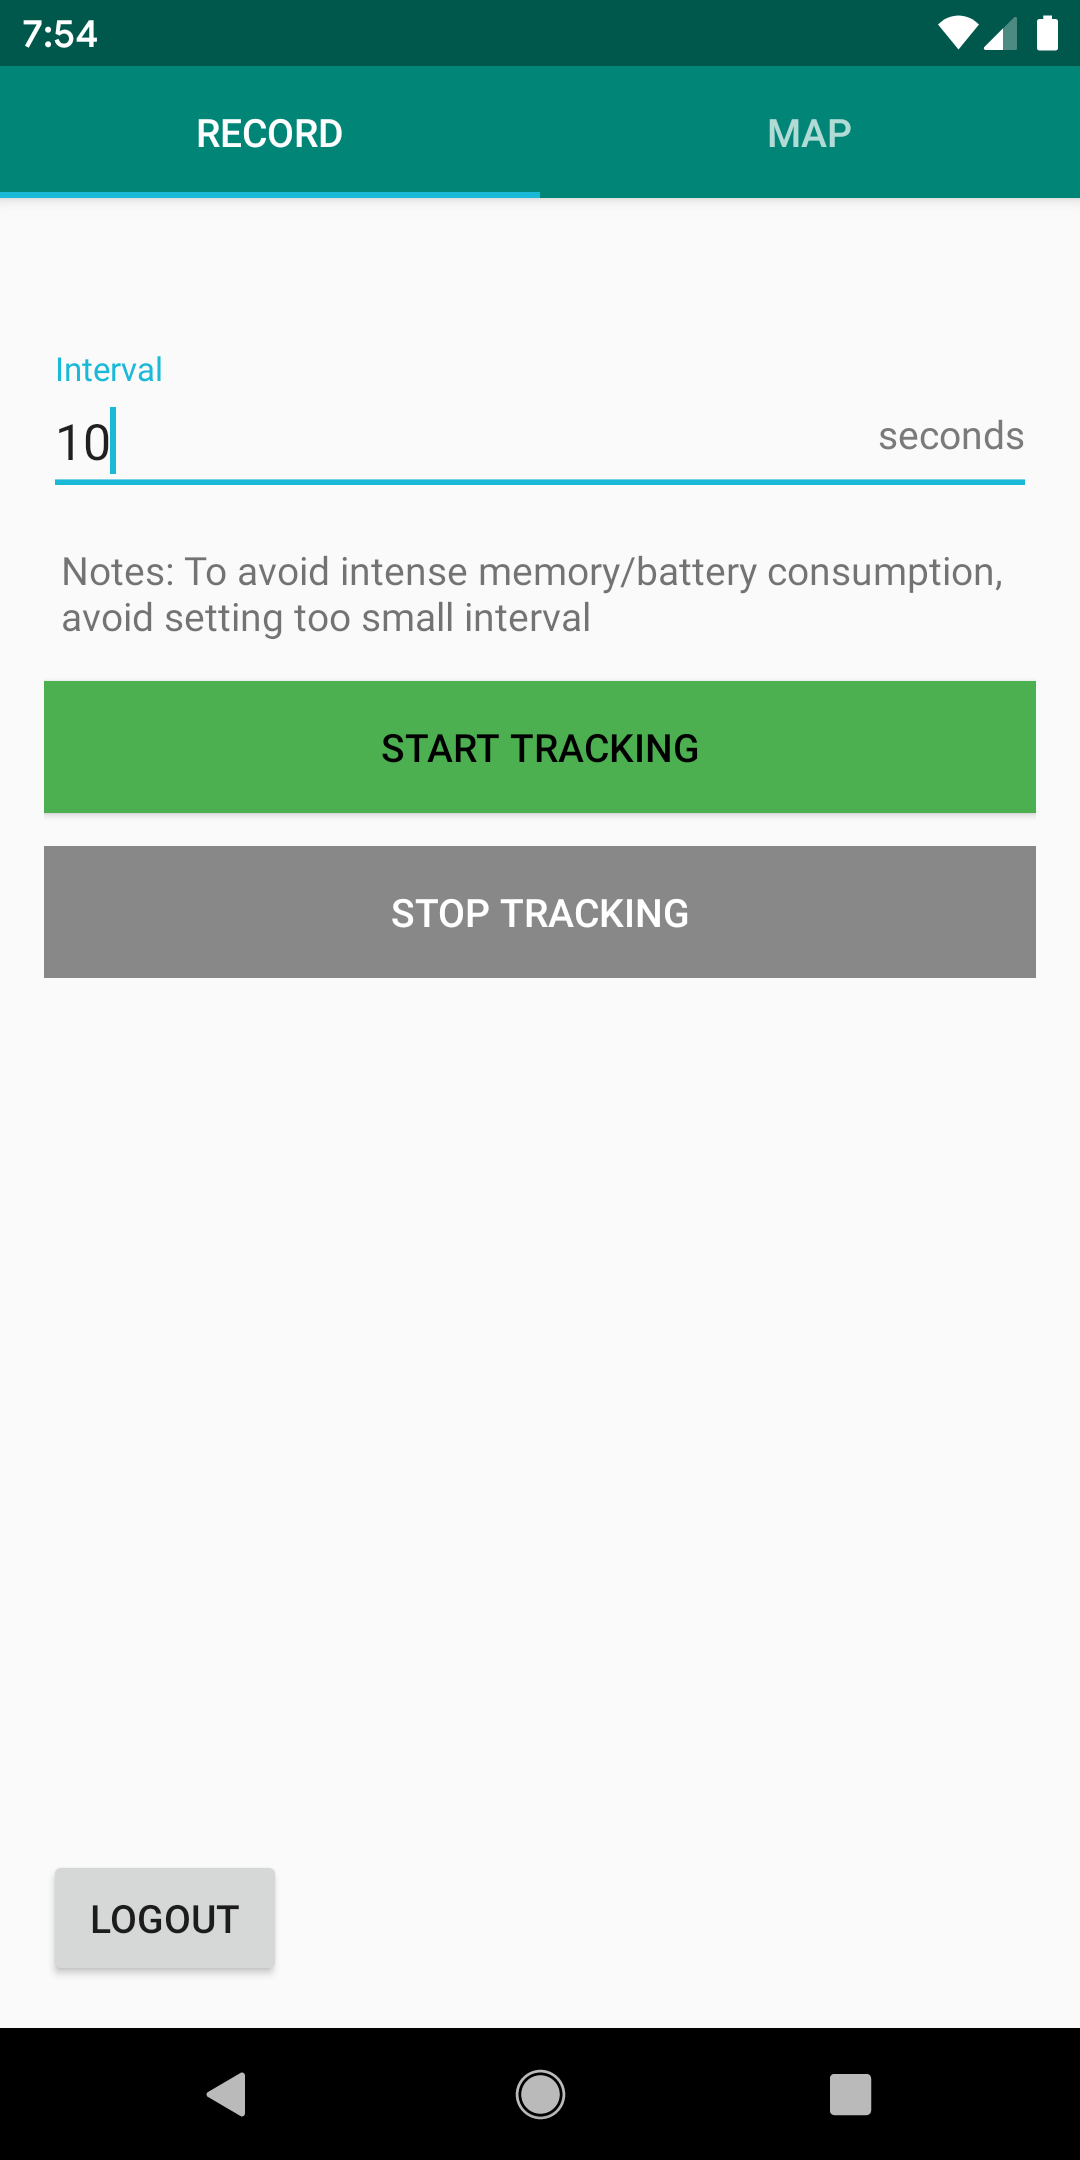 7:54
RECORD
MAP
Interval
10
seconds
Notes: To avoid intense memory/battery consumption,
avoid setting too small interval
START TRACKING
STOP TRACKING
LOGOUT